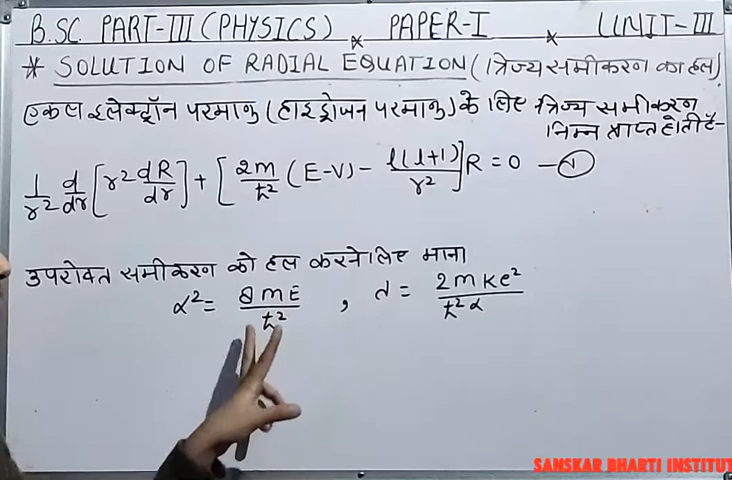 B.SC. PART-III (PHYSICS) * PAPER-I * UNIT-III
* SOLUTION OF RADIAL EQUATION (त्रिज्य समीकरण का हल)
एकल इलेक्ट्रॉन परमाणु (हाइड्रोजन परमाणु) के लिए त्रिज्य समीकरण
निम्न प्राप्त होती है-
1/r² d/dr [r² dR/dr] + [2m/ħ² (E-V) - l(l+1)/r²] R = 0 —①
उपरोक्त समीकरण को हल करने लिए माना
α² = 8mE/ħ² , λ = 2mKe²/ħ²α
SANSKAR BHARTI INSTITUT